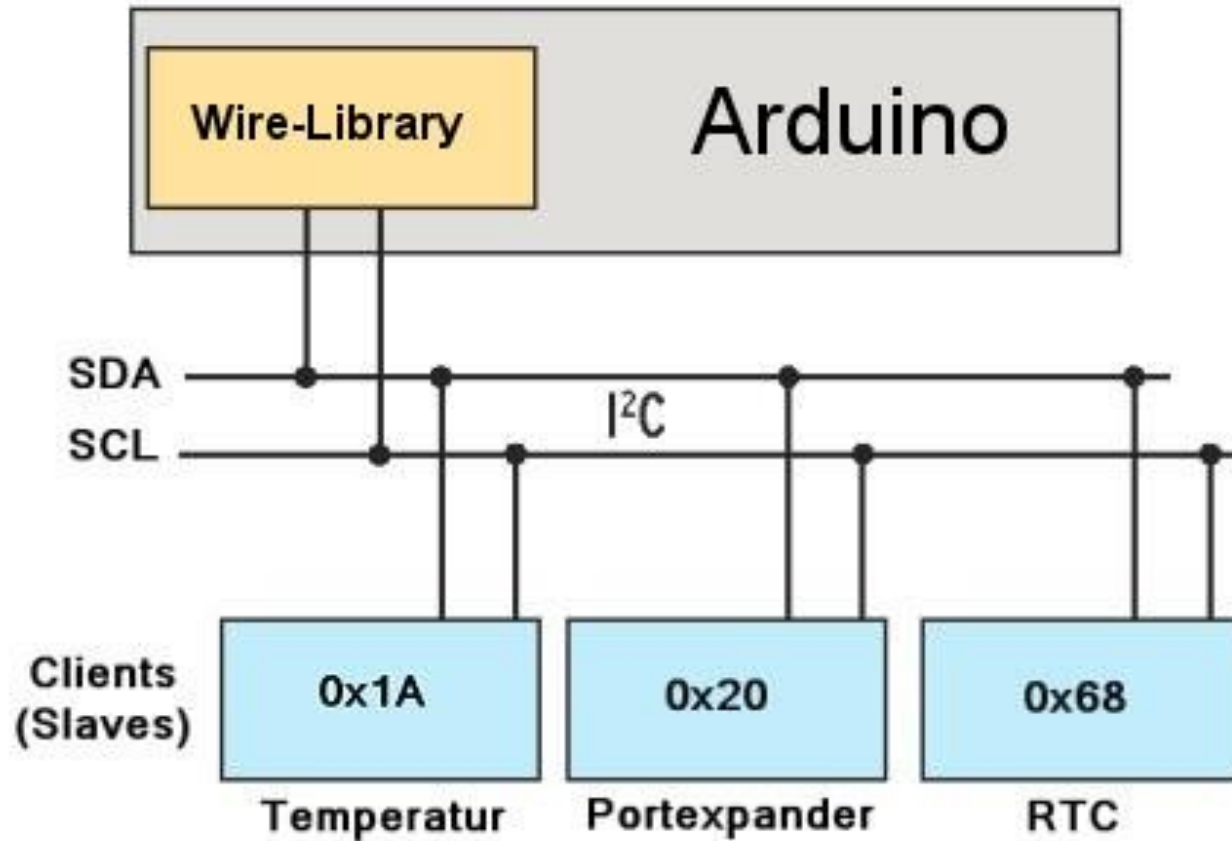 Wire-Library
Arduino
SDA
I²C
SCL
Clients
(Slaves)
0x1A
0x20
0x68
Temperatur
Portexpander
RTC